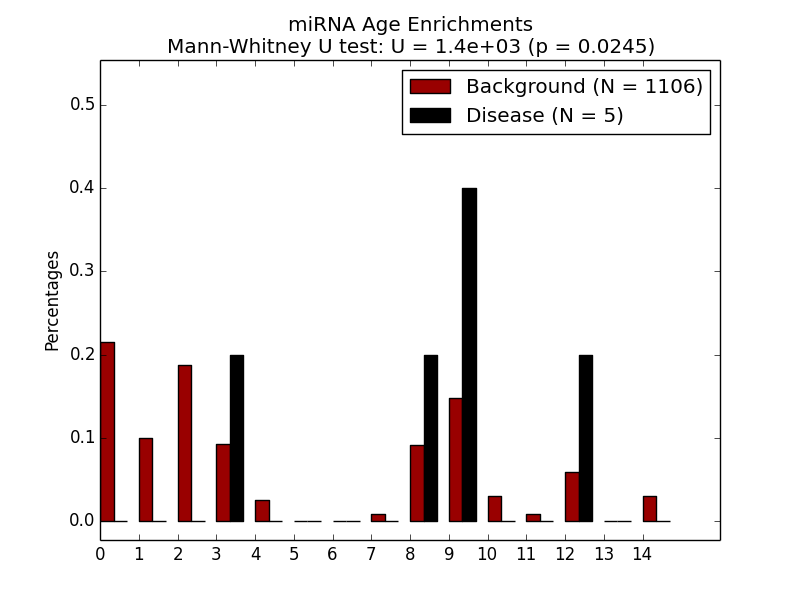 miRNA Age Enrichments
Mann-Whitney U test: U = 1.4e+03 (p = 0.0245)
Background (N = 1106)
Disease (N = 5)
Percentages
0.5
0.4
0.3
0.2
0.1
0.0
0 1 2 3 4 5 6 7 8 9 10 11 12 13 14